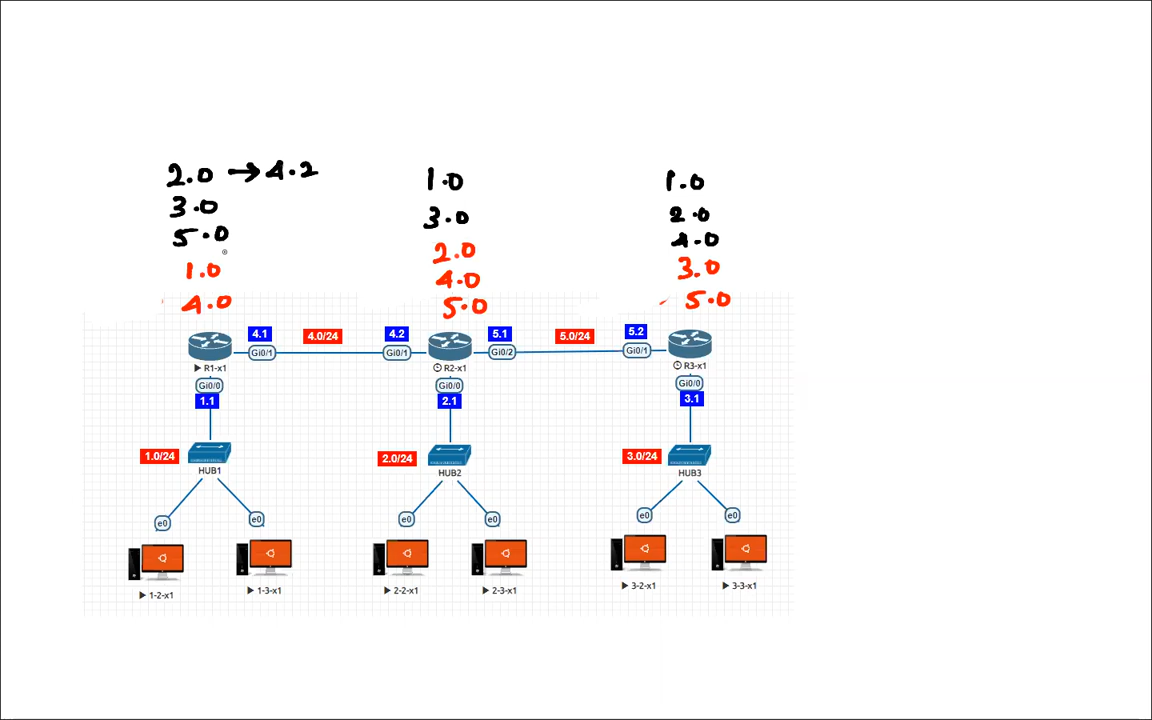 2.0 → 4.2
3.0
5.0
1.0
4.0
1.0
3.0
2.0
4.0
5.0
1.0
2.0
4.0
3.0
5.0
4.1 4.0/24 4.2 5.1 5.0/24 5.2
Gi0/1 Gi0/1 Gi0/2 Gi0/1
R1-x1 R2-x1 R3-x1
Gi0/0 Gi0/0 Gi0/0
1.1 2.1 3.1
1.0/24 2.0/24 3.0/24
HUB1 HUB2 HUB3
e0 e0 e0 e0 e0 e0
1-2-x1 1-3-x1 2-2-x1 2-3-x1 3-2-x1 3-3-x1